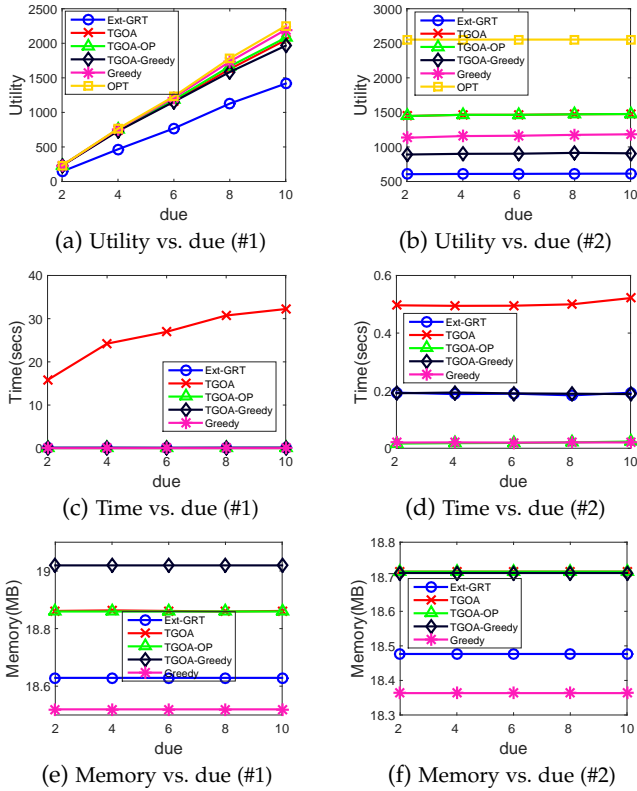 2500
2000
1500
1000
500
0
Utility
Ext-GRT
TGOA
TGOA-OP
TGOA-Greedy
Greedy
OPT
2 4 6 8 10
due
(a) Utility vs. due (#1)
3000
2500
2000
1500
1000
500
Utility
Ext-GRT
TGOA
TGOA-OP
TGOA-Greedy
Greedy
OPT
2 4 6 8 10
due
(b) Utility vs. due (#2)
40
30
20
10
0
Time(secs)
Ext-GRT
TGOA
TGOA-OP
TGOA-Greedy
Greedy
2 4 6 8 10
due
(c) Time vs. due (#1)
0.6
0.4
0.2
0
Time(secs)
Ext-GRT
TGOA
TGOA-OP
TGOA-Greedy
Greedy
2 4 6 8 10
due
(d) Time vs. due (#2)
19
18.8
18.6
Memory(MB)
Ext-GRT
TGOA
TGOA-OP
TGOA-Greedy
Greedy
2 4 6 8 10
due
(e) Memory vs. due (#1)
18.8
18.7
18.6
18.5
18.4
18.3
Memory(MB)
Ext-GRT
TGOA
TGOA-OP
TGOA-Greedy
Greedy
2 4 6 8 10
due
(f) Memory vs. due (#2)